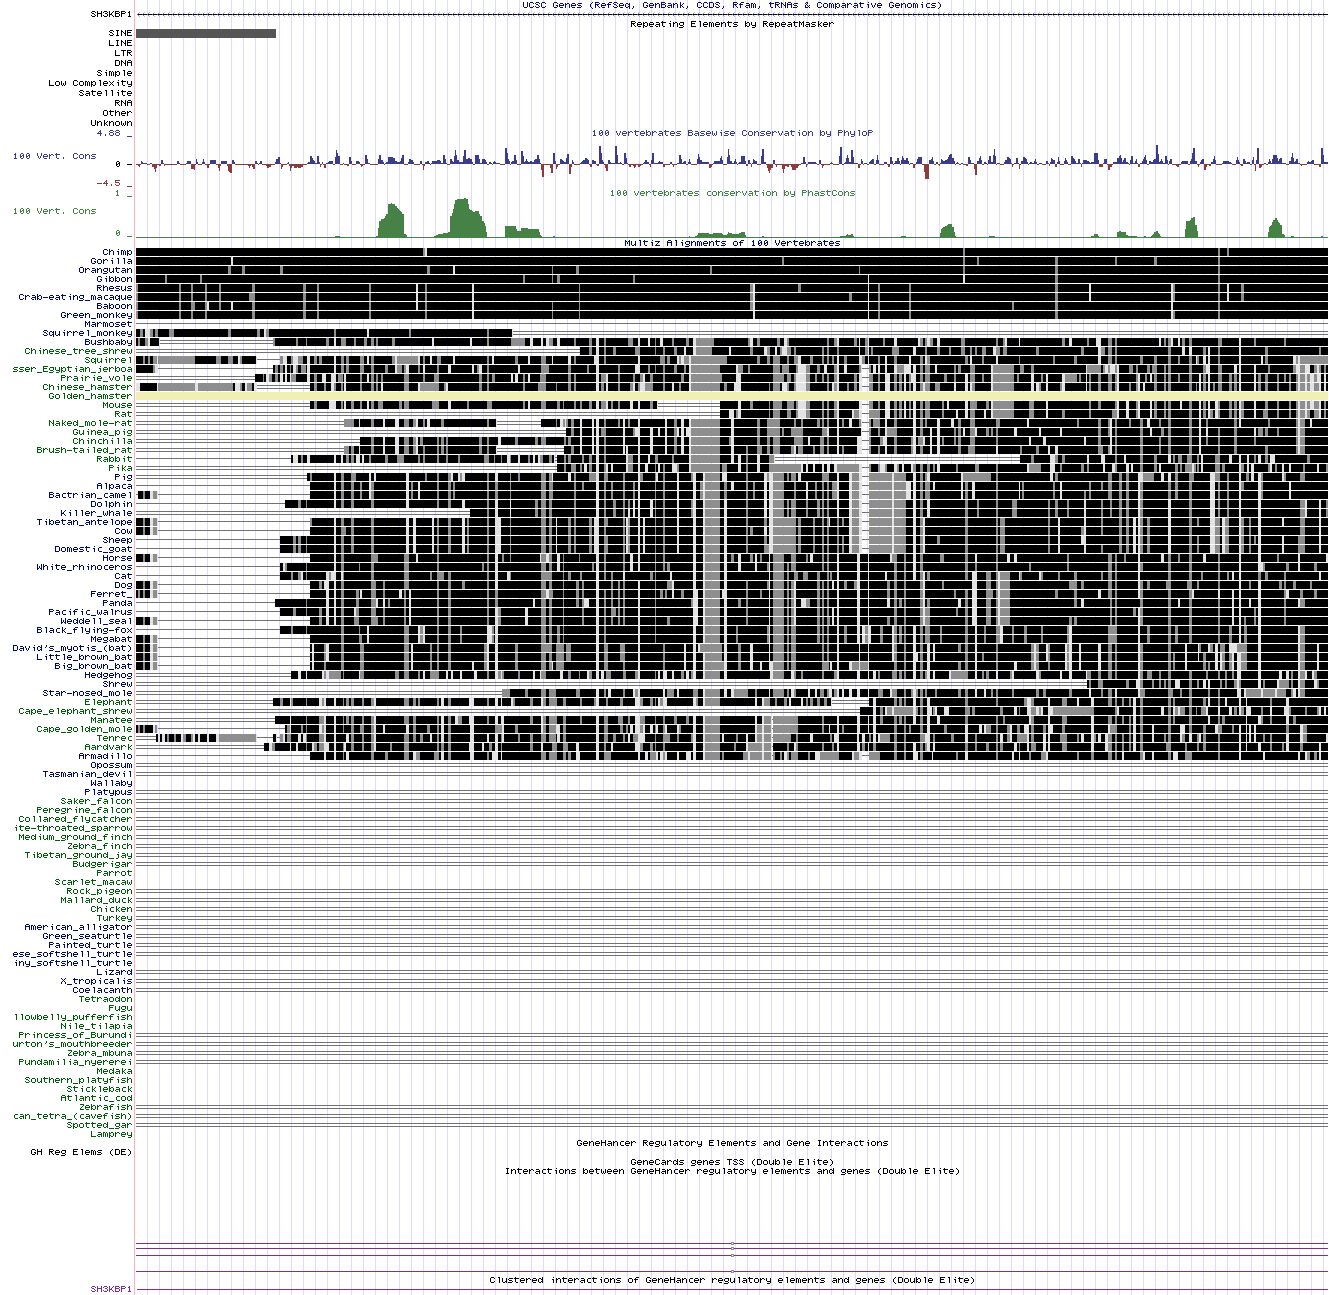 UCSC Genes (RefSeq, GenBank, CCDS, Rfam, tRNAs & Comparative Genomics)
SH3KBP1
Repeating Elements by RepeatMasker
SINE
LINE
LTR
DNA
Simple
Low Complexity
Satellite
RNA
Other
Unknown
4.88 _
100 vertebrates Basewise Conservation by PhyloP
100 Vert. Cons
0 _
-4.5 _
1 _
100 vertebrates conservation by PhastCons
100 Vert. Cons
0 _
Multiz Alignments of 100 Vertebrates
Chimp
Gorilla
Orangutan
Gibbon
Rhesus
Crab-eating_macaque
Baboon
Green_monkey
Marmoset
Squirrel_monkey
Bushbaby
Chinese_tree_shrew
Squirrel
sser_Egyptian_jerboa
Prairie_vole
Chinese_hamster
Golden_hamster
Mouse
Rat
Naked_mole-rat
Guinea_pig
Chinchilla
Brush-tailed_rat
Rabbit
Pika
Pig
Alpaca
Bactrian_camel
Dolphin
Killer_whale
Tibetan_antelope
Cow
Sheep
Domestic_goat
Horse
White_rhinoceros
Cat
Dog
Ferret_
Panda
Pacific_walrus
Weddell_seal
Black_flying-fox
Megabat
David's_myotis_(bat)
Little_brown_bat
Big_brown_bat
Hedgehog
Shrew
Star-nosed_mole
Elephant
Cape_elephant_shrew
Manatee
Cape_golden_mole
Tenrec
Aardvark
Armadillo
Opossum
Tasmanian_devil
Wallaby
Platypus
Saker_falcon
Peregrine_falcon
Collared_flycatcher
ite-throated_sparrow
Medium_ground_finch
Zebra_finch
Tibetan_ground_jay
Budgerigar
Parrot
Scarlet_macaw
Rock_pigeon
Mallard_duck
Chicken
Turkey
American_alligator
Green_seaturtle
Painted_turtle
ese_softshell_turtle
iny_softshell_turtle
Lizard
X_tropicalis
Coelacanth
Tetraodon
Fugu
llowbelly_pufferfish
Nile_tilapia
Princess_of_Burundi
urton's_mouthbreeder
Zebra_mbuna
Pundamilia_nyererei
Medaka
Southern_platyfish
Stickleback
Atlantic_cod
Zebrafish
can_tetra_(cavefish)
Spotted_gar
Lamprey
GeneHancer Regulatory Elements and Gene Interactions
GH Reg Elems (DE)
GeneCards genes TSS (Double Elite)
Interactions between GeneHancer regulatory elements and genes (Double Elite)
Clustered interactions of GeneHancer regulatory elements and genes (Double Elite)
SH3KBP1